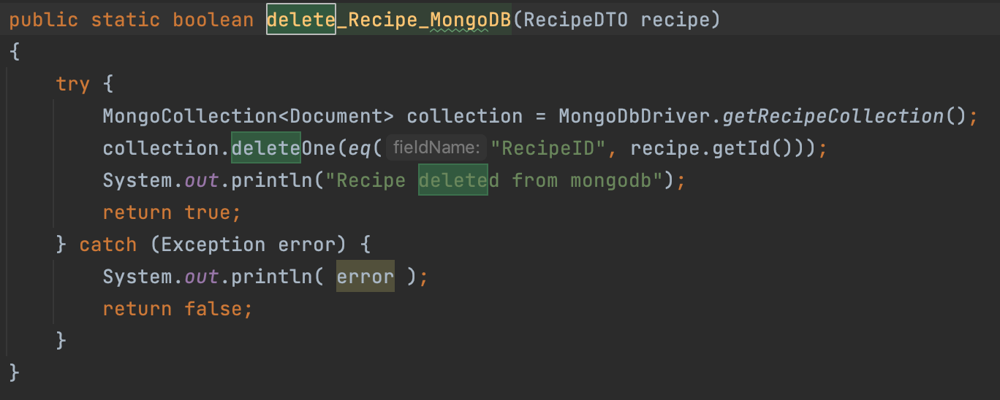 public static boolean delete_Recipe_MongoDB(RecipeDTO recipe)
{
try {
MongoCollection<Document> collection = MongoDbDriver.getRecipeCollection();
collection.deleteOne(eq( fieldName: "RecipeID", recipe.getId()));
System.out.println("Recipe deleted from mongodb");
return true;
} catch (Exception error) {
System.out.println( error );
return false;
}
}